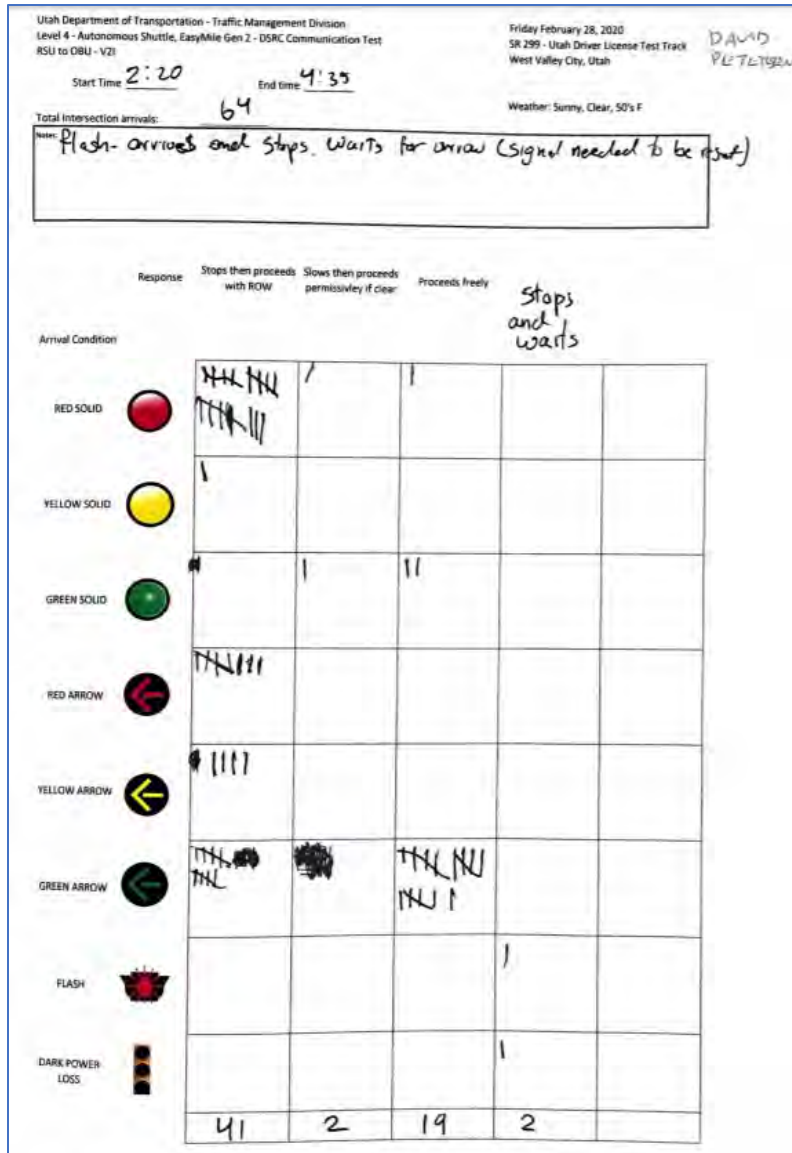 Utah Department of Transportation - Traffic Management Division
Level 4 - Autonomous Shuttle, EasyMile Gen 2 - DSRC Communication Test
RSU to OBU - V2I
Friday February 28, 2020
SR 299 - Utah Driver License Test Track
West Valley City, Utah
DAVID
Start Time 2:20 End time 4:35
Weather: Sunny, Clear, 50's F
Total Intersection arrivals: 64
Notes: Flash- arrives and stops. Waits for arrow (signal needed to be reset)
Response
Stops then proceeds with ROW
Slows then proceeds permissivley if clear
Proceeds freely
Stops
and
waits
Arrival Condition
RED SOLID
YELLOW SOLID
GREEN SOLID
RED ARROW
YELLOW ARROW
GREEN ARROW
FLASH
DARK POWER
LOSS
41 2 19 2